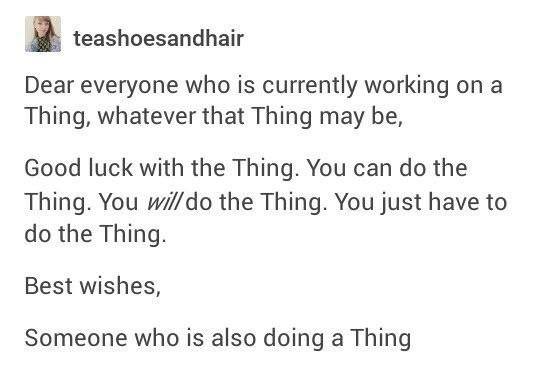 teashoesandhair
Dear everyone who is currently working on a
Thing, whatever that Thing may be,
Good luck with the Thing. You can do the
Thing. You will do the Thing. You just have to
do the Thing.
Best wishes,
Someone who is also doing a Thing